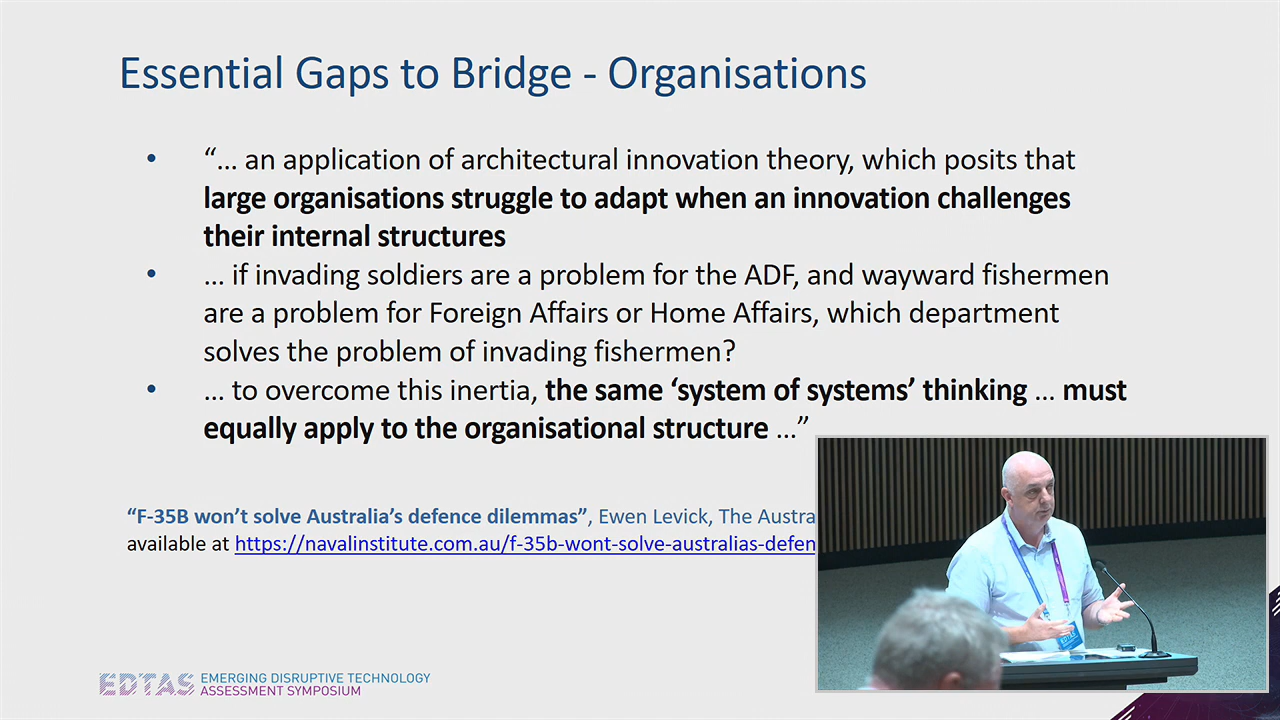 Essential Gaps to Bridge - Organisations
• “... an application of architectural innovation theory, which posits that
large organisations struggle to adapt when an innovation challenges
their internal structures
• ... if invading soldiers are a problem for the ADF, and wayward fishermen
are a problem for Foreign Affairs or Home Affairs, which department
solves the problem of invading fishermen?
• ... to overcome this inertia, the same ‘system of systems’ thinking ... must
equally apply to the organisational structure ...”
“F-35B won’t solve Australia’s defence dilemmas”, Ewen Levick, The Austra
available at https://navalinstitute.com.au/f-35b-wont-solve-australias-defen
EDTAS EMERGING DISRUPTIVE TECHNOLOGY
ASSESSMENT SYMPOSIUM
EDTAS